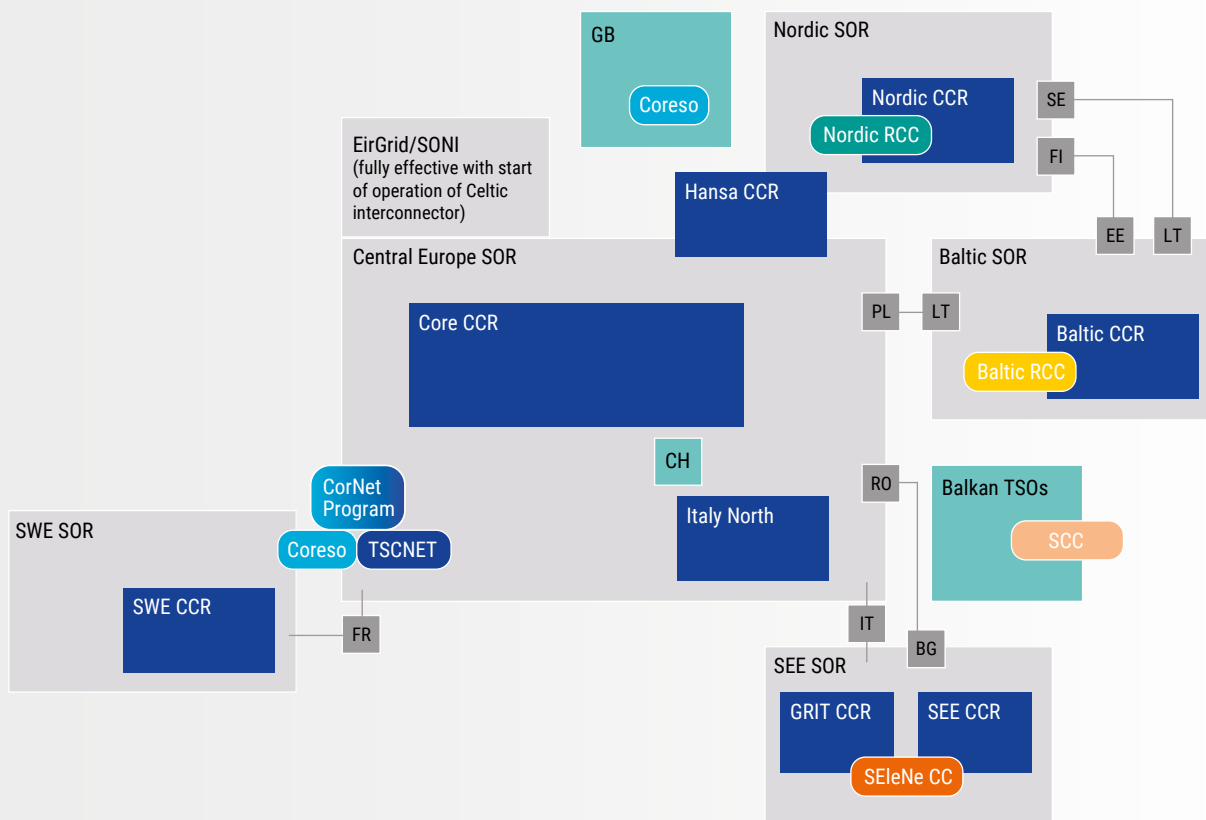 GB
Coreso
Nordic SOR
Nordic CCR
Nordic RCC
SE
FI
EirGrid/SONI
(fully effective with start
of operation of Celtic
interconnector)
Hansa CCR
EE
LT
Central Europe SOR
Baltic SOR
Core CCR
PL
LT
Baltic CCR
Baltic RCC
CH
CorNet
Program
Coreso
TSCNET
Italy North
RO
Balkan TSOs
SCC
SWE SOR
SWE CCR
FR
IT
BG
SEE SOR
GRIT CCR
SEE CCR
SEleNe CC